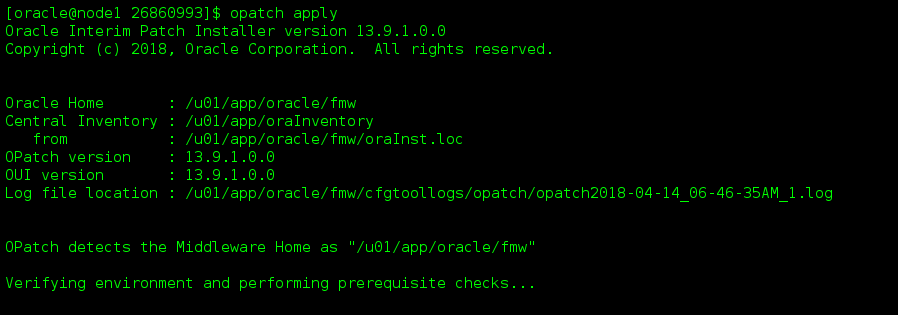 [oracle@node1 26860993]$ opatch apply
Oracle Interim Patch Installer version 13.9.1.0.0
Copyright (c) 2018, Oracle Corporation.  All rights reserved.
Oracle Home       : /u01/app/oracle/fmw
Central Inventory : /u01/app/oraInventory
   from           : /u01/app/oracle/fmw/oraInst.loc
OPatch version    : 13.9.1.0.0
OUI version       : 13.9.1.0.0
Log file location : /u01/app/oracle/fmw/cfgtoollogs/opatch/opatch2018-04-14_06-46-35AM_1.log
OPatch detects the Middleware Home as "/u01/app/oracle/fmw"
Verifying environment and performing prerequisite checks...